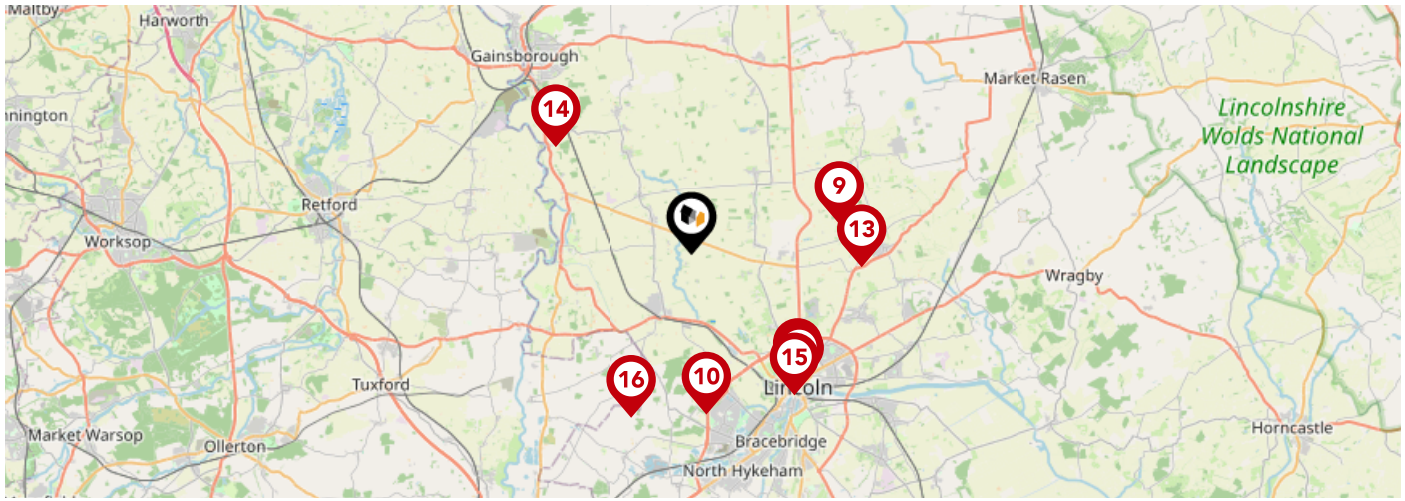 Maltby
Harworth
Gainsborough
Market Rasen
nnington
14
Lincolnshire
Wolds National
Landscape
9
Retford
13
Worksop
Wragby
15
16
10
Tuxford
Lincoln
Market Warsop
Ollerton
Bracebridge
Horncastle
North Hykeham